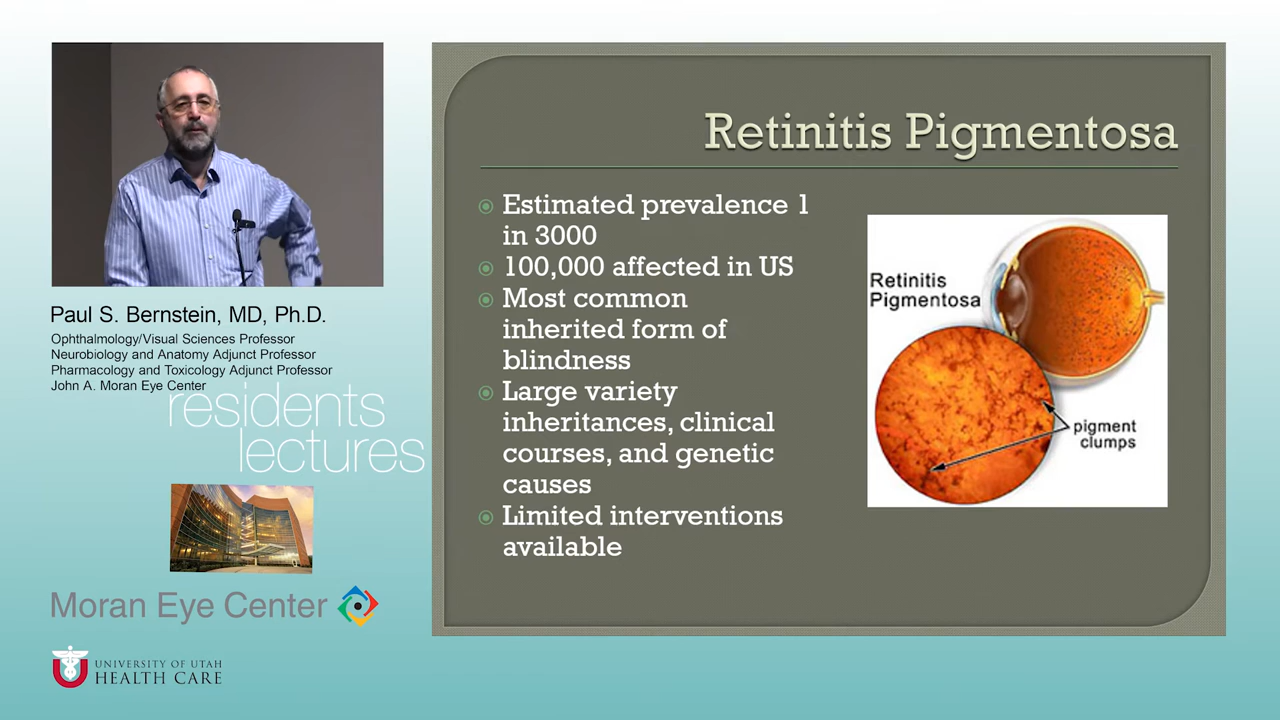 Paul S. Bernstein, MD, Ph.D.
Ophthalmology/Visual Sciences Professor
Neurobiology and Anatomy Adjunct Professor
Pharmacology and Toxicology Adjunct Professor
John A. Moran Eye Center
residents
lectures
Moran Eye Center
U
UNIVERSITY OF UTAH
HEALTH CARE
Retinitis Pigmentosa
Estimated prevalence 1
in 3000
100,000 affected in US
Most common
inherited form of
blindness
Large variety
inheritances, clinical
courses, and genetic
causes
Limited interventions
available
Retinitis
Pigmentosa
pigment
clumps